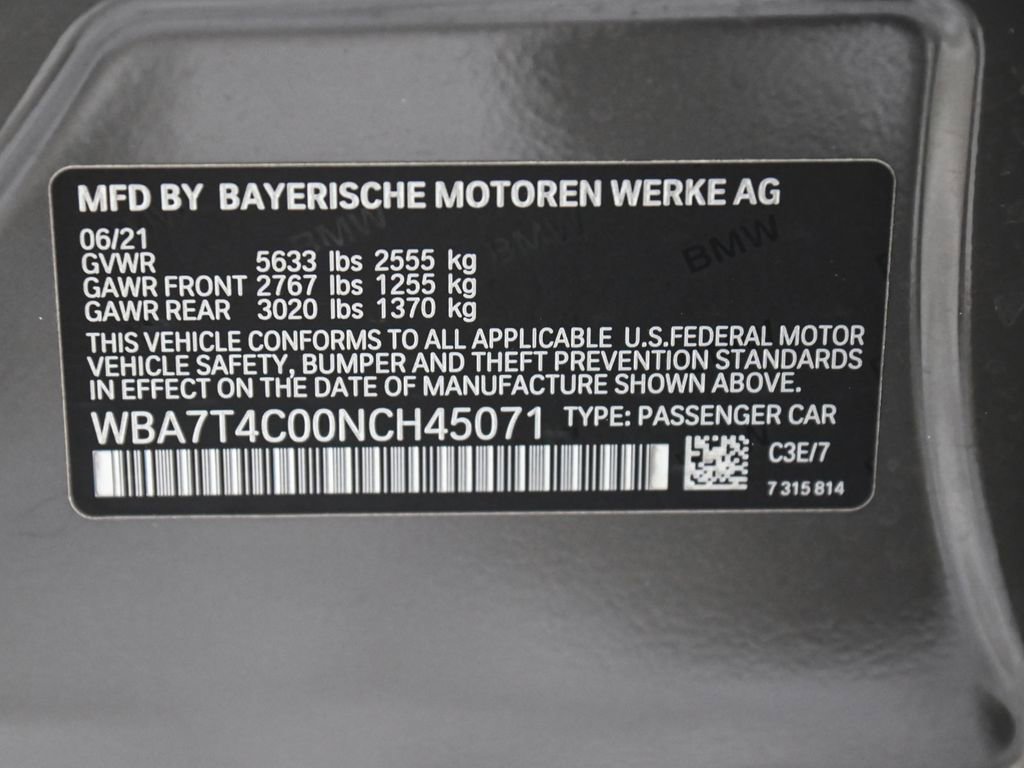 MFD BY BAYERISCHE MOTOREN WERKE AG
06/21
GVWR 5633 lbs 2555 kg
GAWR FRONT 2767 lbs 1255 kg
GAWR REAR 3020 lbs 1370 kg
THIS VEHICLE CONFORMS TO ALL APPLICABLE U.S.FEDERAL MOTOR
VEHICLE SAFETY, BUMPER AND THEFT PREVENTION STANDARDS
IN EFFECT ON THE DATE OF MANUFACTURE SHOWN ABOVE.
WBA7T4C00NCH45071 TYPE: PASSENGER CAR
C3E/7
7 315 814
BMW
BMW
BMW